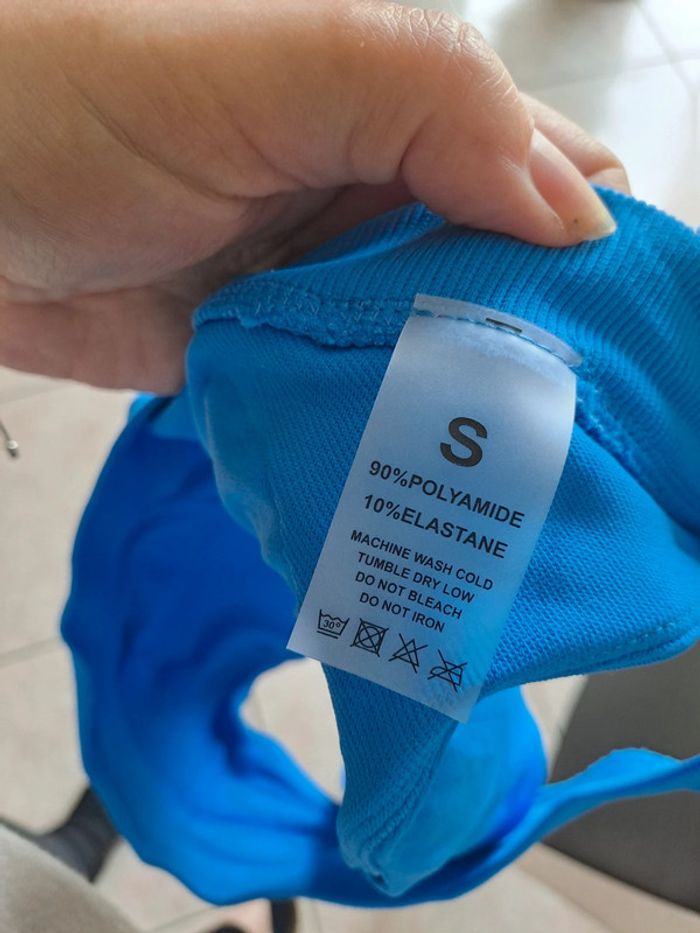 S
90%POLYAMIDE
10%ELASTANE
MACHINE WASH COLD
TUMBLE DRY LOW
DO NOT BLEACH
DO NOT IRON
30°